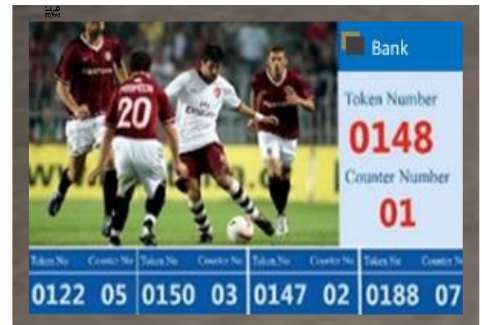 Bank
Token Number
0148
Counter Number
01
20
Emirates
Token No Counter No Token No Counter No Token No Counter No Token No Counter N
0122 05 0150 03 0147 02 0188 07